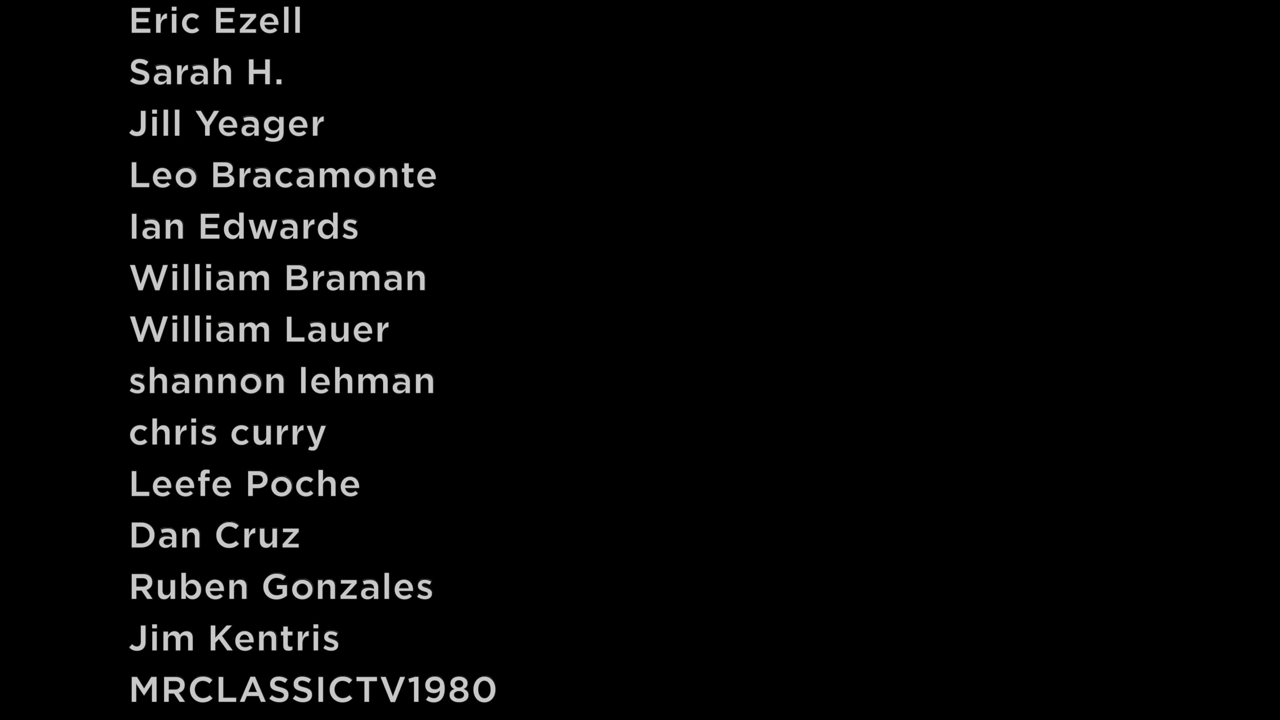 Eric Ezell
Sarah H.
Jill Yeager
Leo Bracamonte
Ian Edwards
William Braman
William Lauer
shannon lehman
chris curry
Leefe Poche
Dan Cruz
Ruben Gonzales
Jim Kentris
MRCLASSICTV1980